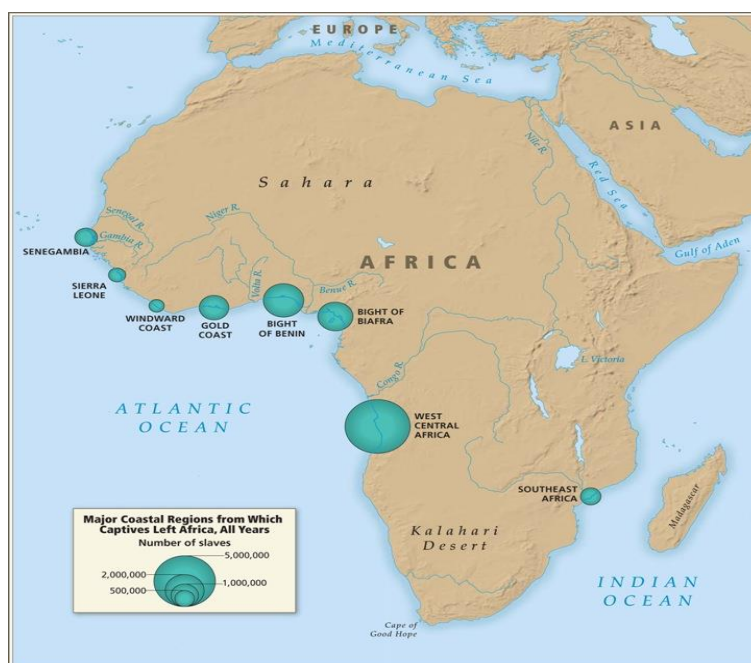 EUROPE
Mediterranean Sea
ASIA
Nile R.
Red Sea
Sahara
Senegal R.
Niger R.
Gambia R.
SENEGAMBIA
Gulf of Aden
AFRICA
SIERRA
LEONE
Volta R.
Benue R.
WINDWARD
COAST
GOLD
COAST
BIGHT
OF BENIN
BIGHT OF
BIAFRA
L. Victoria
Congo R.
ATLANTIC
OCEAN
WEST
CENTRAL
AFRICA
SOUTHEAST
AFRICA
Madagascar
Kalahari
Desert
INDIAN
OCEAN
Cape of
Good Hope
Major Coastal Regions from Which
Captives Left Africa, All Years
Number of slaves
5,000,000
2,000,000
1,000,000
500,000